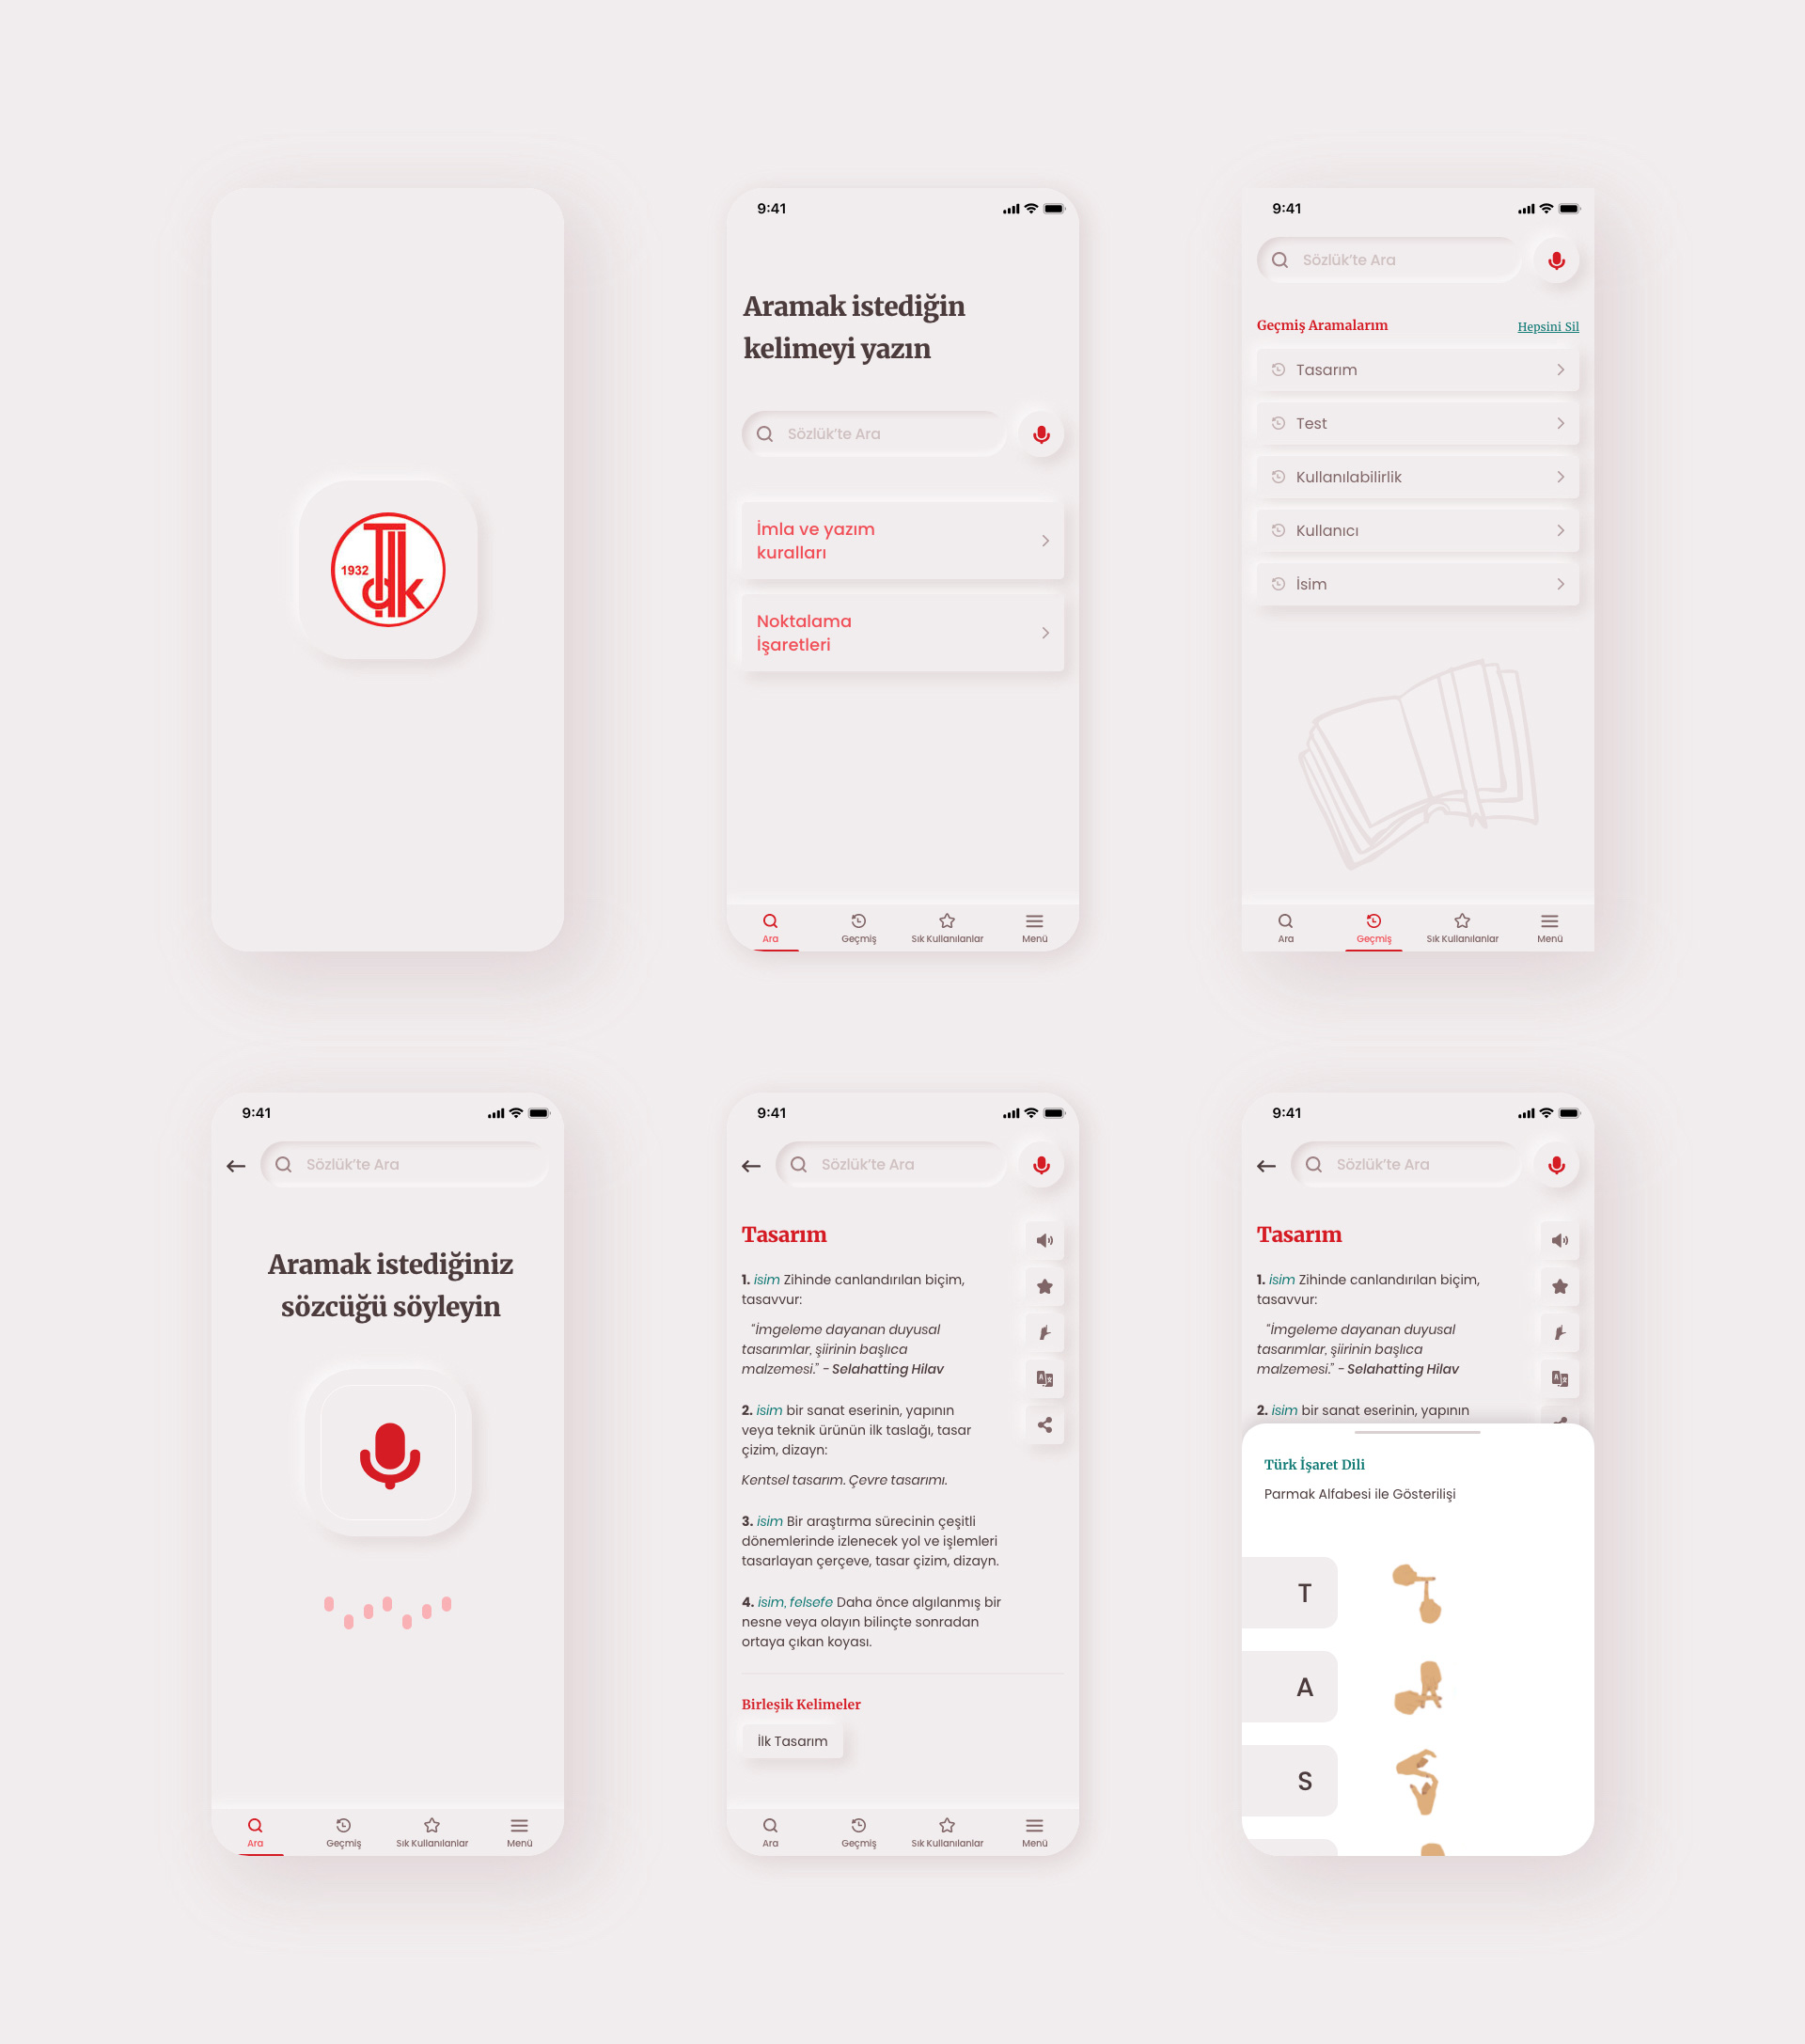 1932
Tdk
9:41
Aramak istediğin
kelimeyi yazın
Sözlük'te Ara
İmla ve yazım
kuralları
Noktalama
İşaretleri
Ara
Geçmiş
Sık Kullanılanlar
Menü
9:41
Sözlük'te Ara
Geçmiş Aramalarım
Hepsini Sil
Tasarım
Test
Kullanılabilirlik
Kullanıcı
İsim
Ara
Geçmiş
Sık Kullanılanlar
Menü
9:41
Sözlük'te Ara
Aramak istediğiniz
sözcüğü söyleyin
Ara
Geçmiş
Sık Kullanılanlar
Menü
9:41
Sözlük'te Ara
Tasarım
1. isim Zihinde canlandırılan biçim,
tasavvur:
"İmgeleme dayanan duyusal
tasarımlar, şiirinin başlıca
malzemesi." - Selahatting Hilav
2. isim bir sanat eserinin, yapının
veya teknik ürünün ilk taslağı, tasar
çizim, dizayn:
Kentsel tasarım. Çevre tasarımı.
3. isim Bir araştırma sürecinin çeşitli
dönemlerinde izlenecek yol ve işlemleri
tasarlayan çerçeve, tasar çizim, dizayn.
4. isim, felsefe Daha önce algılanmış bir
nesne veya olayın bilinçte sonradan
ortaya çıkan koyası.
Birleşik Kelimeler
İlk Tasarım
Ara
Geçmiş
Sık Kullanılanlar
Menü
9:41
Sözlük'te Ara
Tasarım
1. isim Zihinde canlandırılan biçim,
tasavvur:
"İmgeleme dayanan duyusal
tasarımlar, şiirinin başlıca
malzemesi." - Selahatting Hilav
2. isim bir sanat eserinin, yapının
Türk İşaret Dili
Parmak Alfabesi ile Gösterilişi
T
A
S